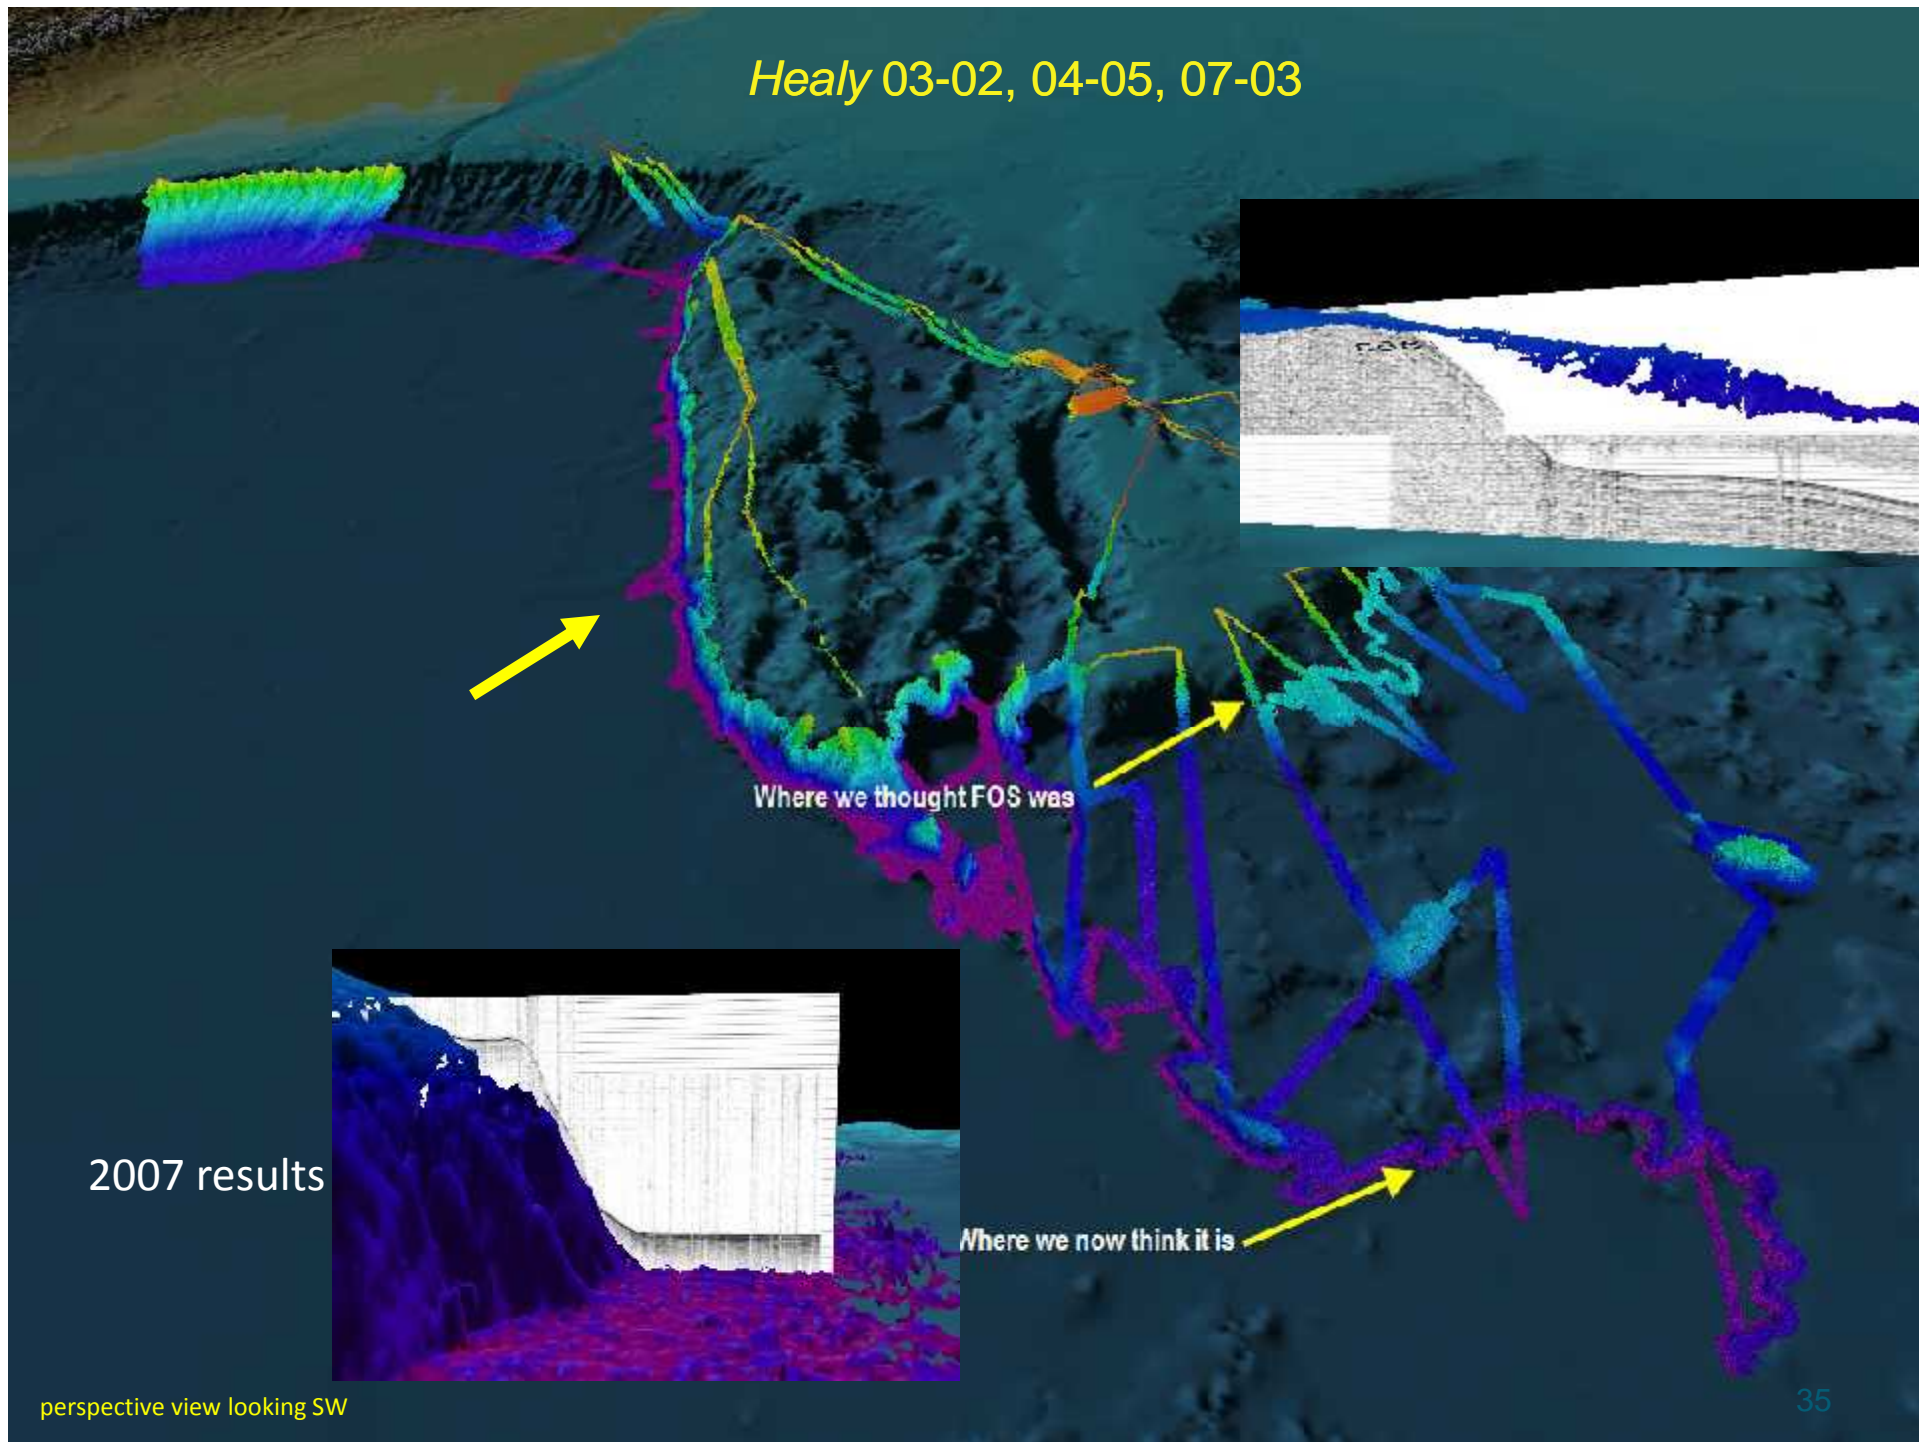 Healy 03-02, 04-05, 07-03
Where we thought FOS was
Where we now think it is
2007 results
perspective view looking SW
35